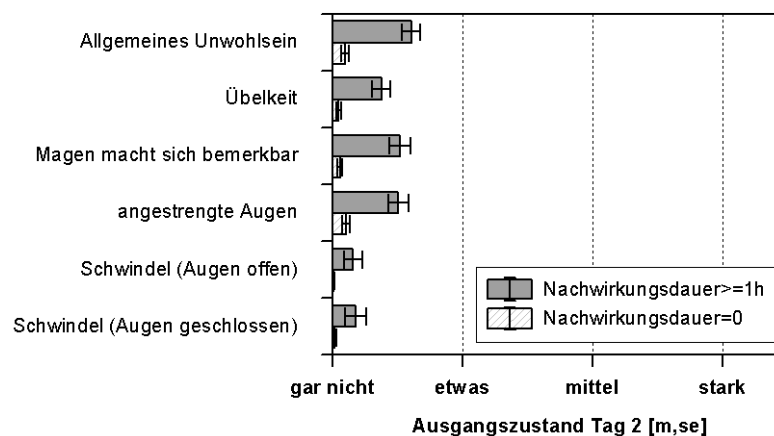 Allgemeines Unwohlsein
Übelkeit
Magen macht sich bemerkbar
angestrengte Augen
Schwindel (Augen offen)
Schwindel (Augen geschlossen)
Nachwirkungsdauer>=1h
Nachwirkungsdauer=0
gar nicht etwas mittel stark
Ausgangszustand Tag 2 [m,se]